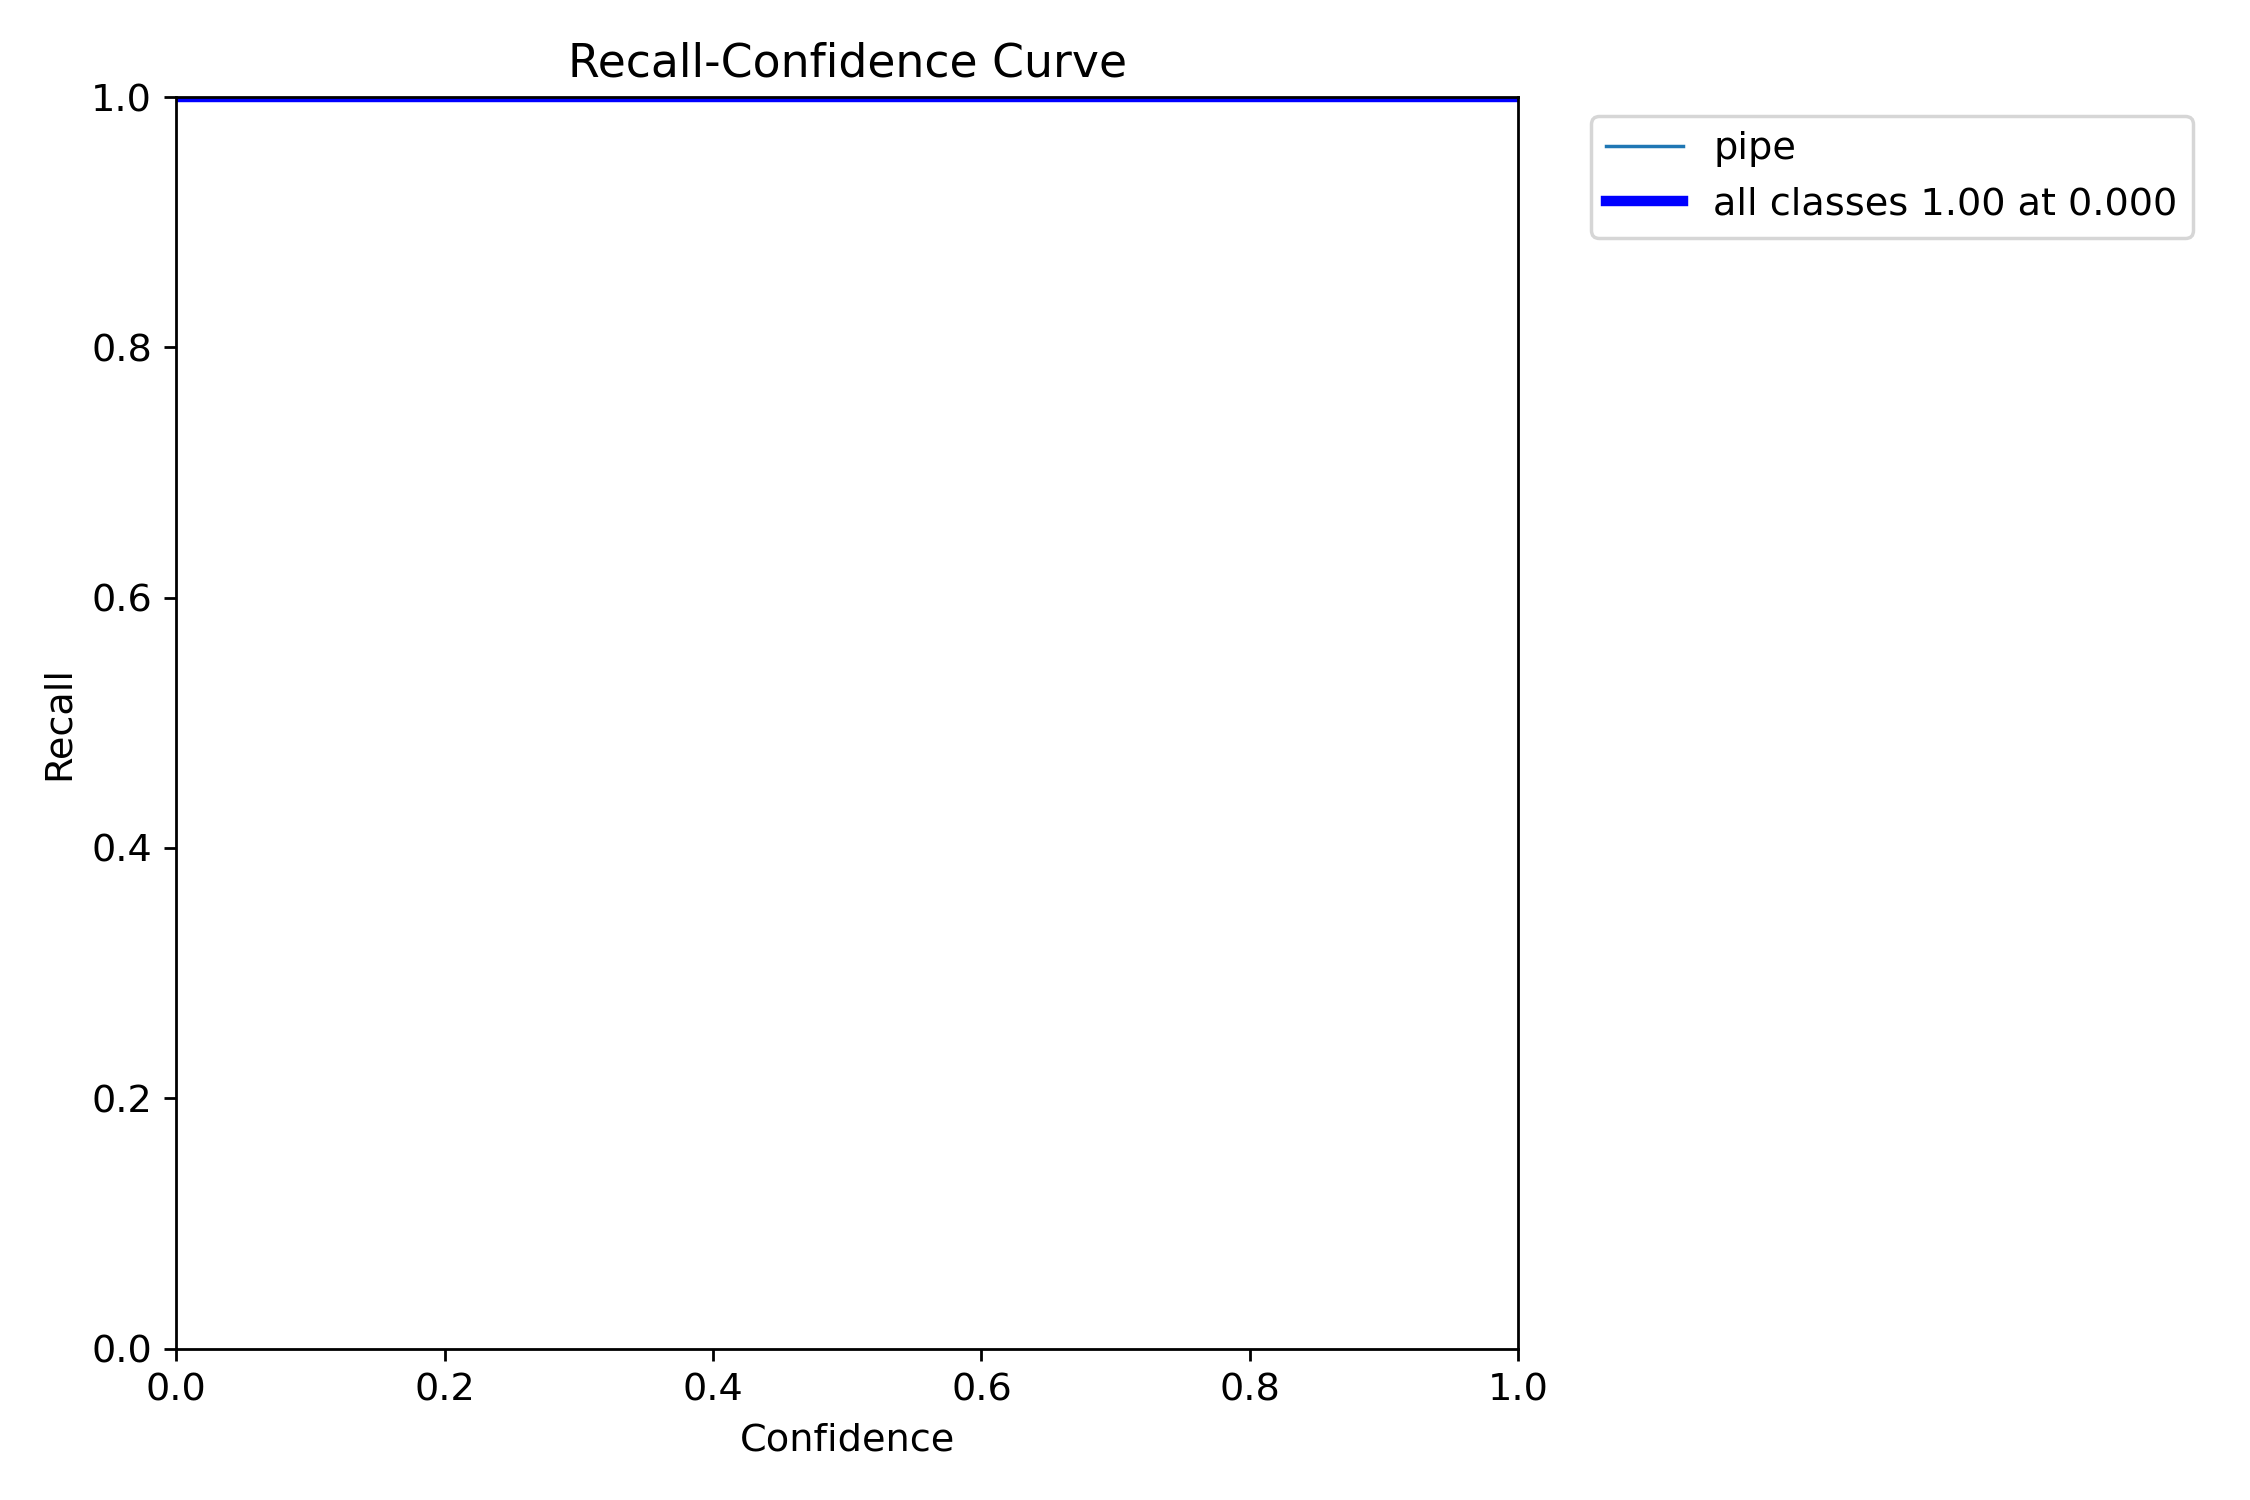 Recall-Confidence Curve
1.0
0.8
0.6
0.4
0.2
0.0
Recall
0.0 0.2 0.4 0.6 0.8 1.0
Confidence
pipe
all classes 1.00 at 0.000